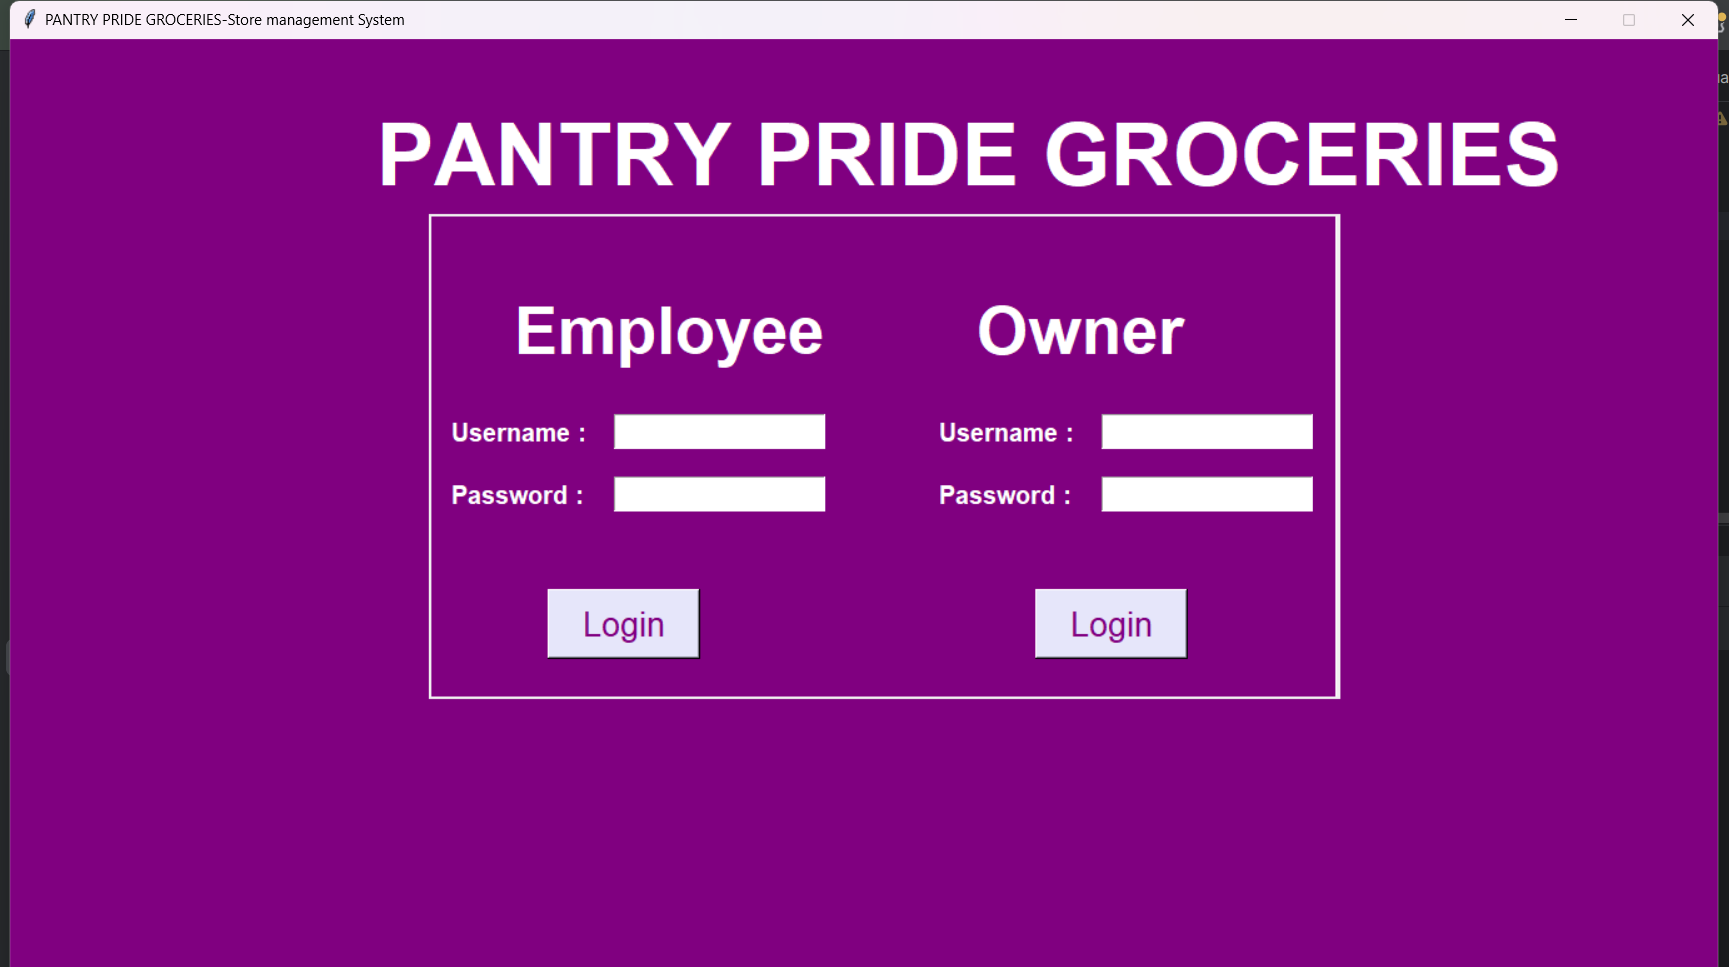 PANTRY PRIDE GROCERIES-Store management System
PANTRY PRIDE GROCERIES
Employee Owner
Username : Username :
Password : Password :
Login Login